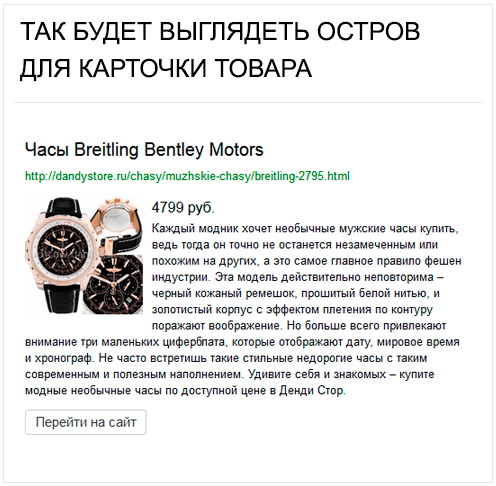 ТАК БУДЕТ ВЫГЛЯДЕТЬ ОСТРОВ
ДЛЯ КАРТОЧКИ ТОВАРА
Часы Breitling Bentley Motors
http://dandystore.ru/chasy/muzhskie-chasy/breitling-2795.html
4799 руб.
Каждый модник хочет необычные мужские часы купить,
ведь тогда он точно не останется незамеченным или
похожим на других, а это самое главное правило фешен
индустрии. Эта модель действительно неповторима –
черный кожаный ремешок, прошитый белой нитью, и
золотистый корпус с эффектом плетения по контуру
поражают воображение. Но больше всего привлекают
внимание три маленьких циферблата, которые отображают дату, мировое время
и хронограф. Не часто встретишь такие стильные недорогие часы с таким
современным и полезным наполнением. Удивите себя и знакомых – купите
модные необычные часы по доступной цене в Денди Стор.
Перейти на сайт